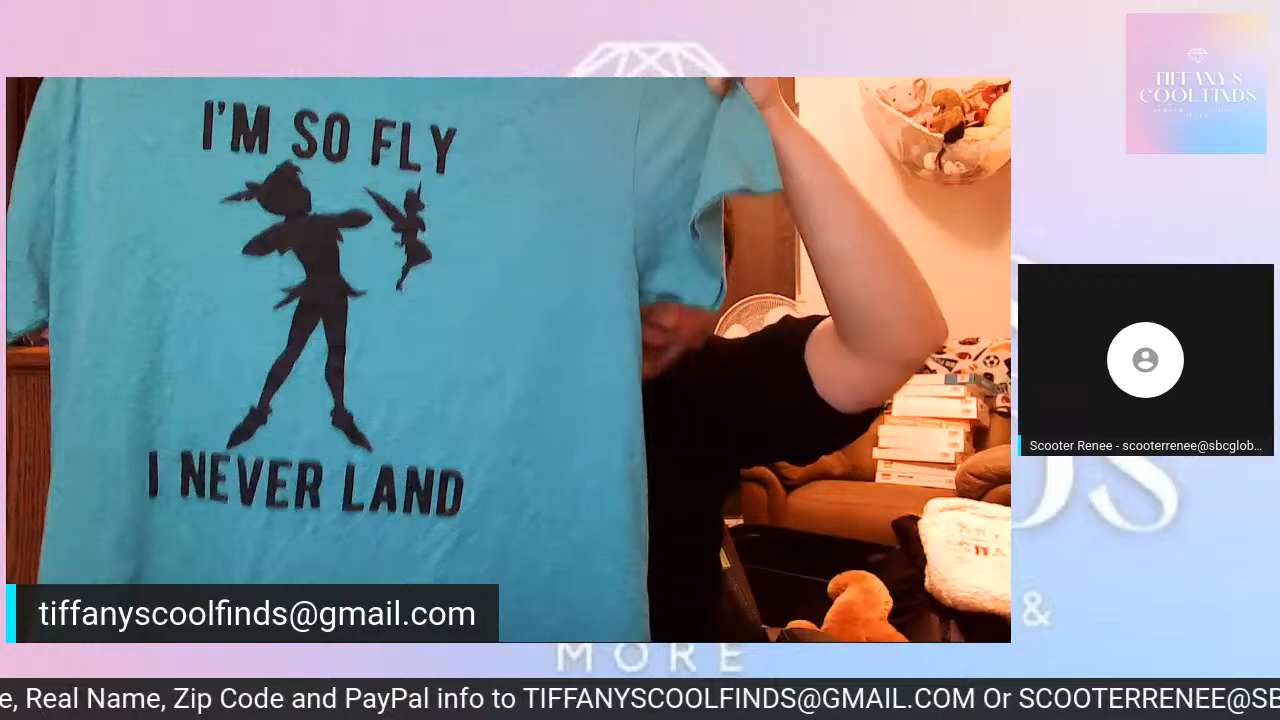 TIFFANY'S
COOL FINDS
I'M SO FLY
I NEVER LAND
Scooter Renee - scooterrenee@sbcglob...
tiffanyscoolfinds@gmail.com
&
MORE
e, Real Name, Zip Code and PayPal info to TIFFANYSCOOLFINDS@GMAIL.COM Or SCOOTERRENEE@SB